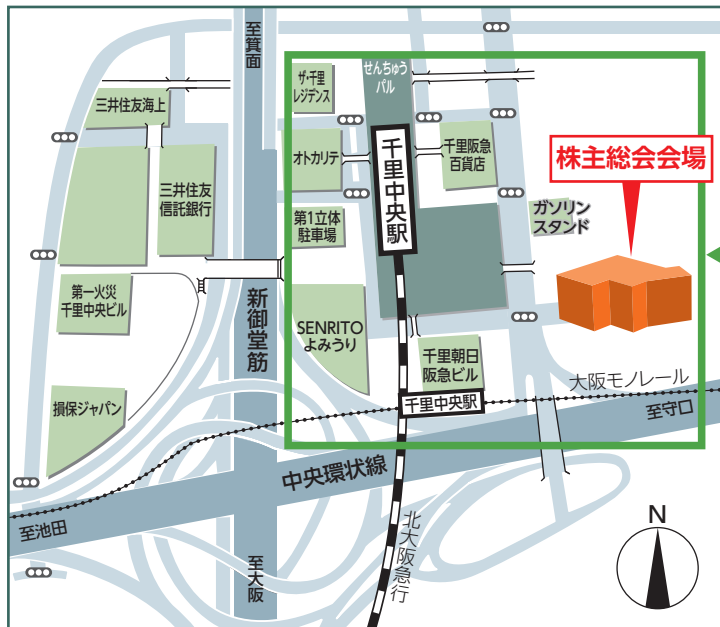 至箕面
せんちゅう
パル
ザ・千里
レジデンス
三井住友海上
オトカリテ
千里中央駅
千里阪急
百貨店
株主総会会場
三井住友
信託銀行
第1立体
駐車場
ガソリン
スタンド
第一火災
千里中央ビル
新御堂筋
SENRITO
よみうり
千里朝日
阪急ビル
大阪モノレール
損保ジャパン
千里中央駅
至守口
中央環状線
至池田
北大阪急行
至大阪
N